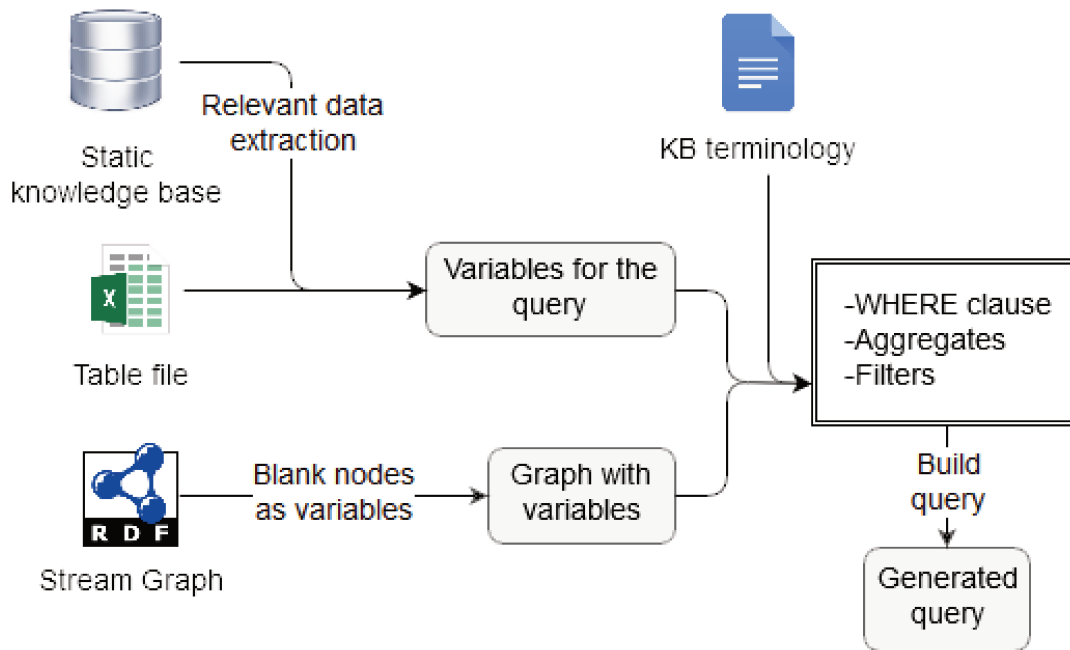 Relevant data
extraction
Static
knowledge base
KB terminology
Variables for the
query
X
Table file
-WHERE clause
-Aggregates
-Filters
Blank nodes
as variables
Graph with
variables
RDF
Stream Graph
Build
query
Generated
query